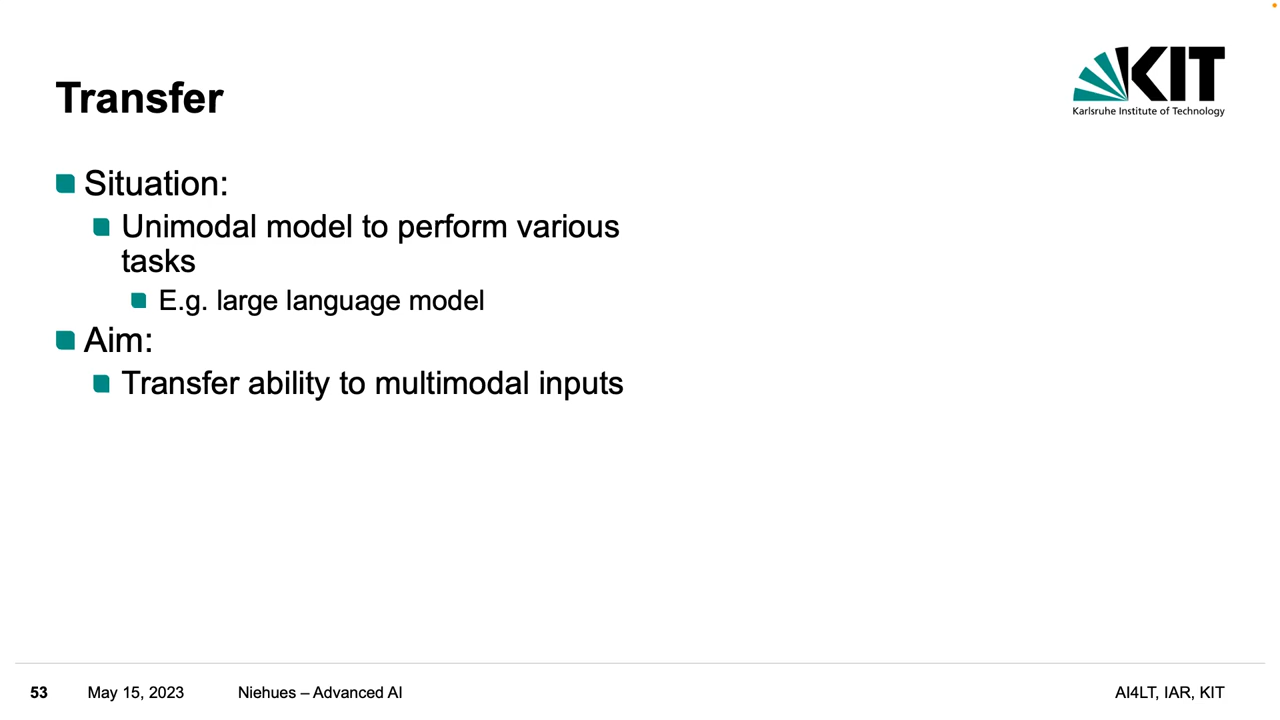 Transfer
KIT
Karlsruhe Institute of Technology
Situation:
Unimodal model to perform various
tasks
E.g. large language model
Aim:
Transfer ability to multimodal inputs
53 May 15, 2023 Niehues – Advanced AI AI4LT, IAR, KIT